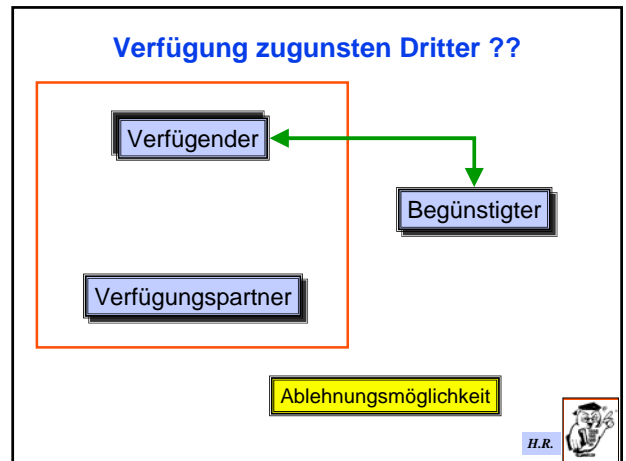 Verfügung zugunsten Dritter ??
Verfügender
Begünstigter
Verfügungspartner
Ablehnungsmöglichkeit
H.R.